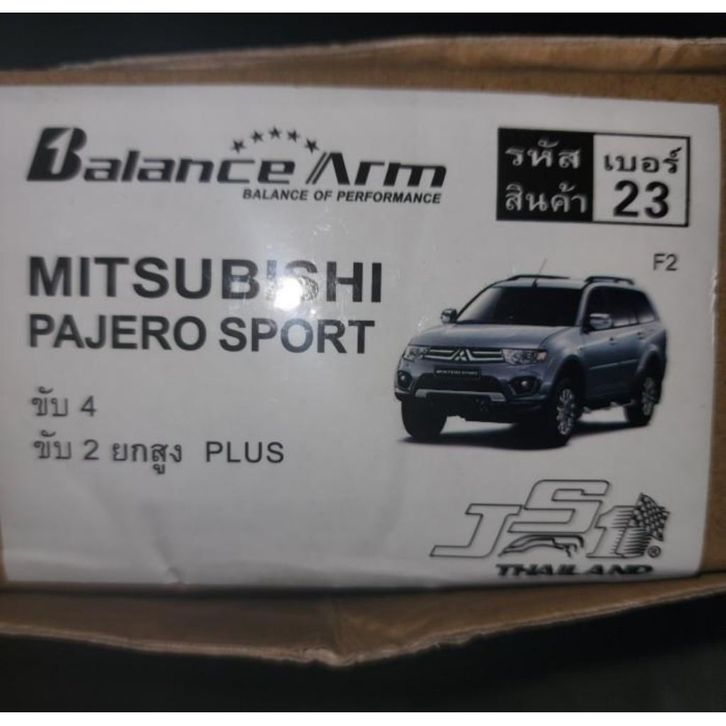 Balance Arm
BALANCE OF PERFORMANCE
รหัส
สินค้า
เบอร์
23
F2
MITSUBISHI
PAJERO SPORT
ขับ 4
ขับ 2 ยกสูง PLUS
JS1®
THAILAND